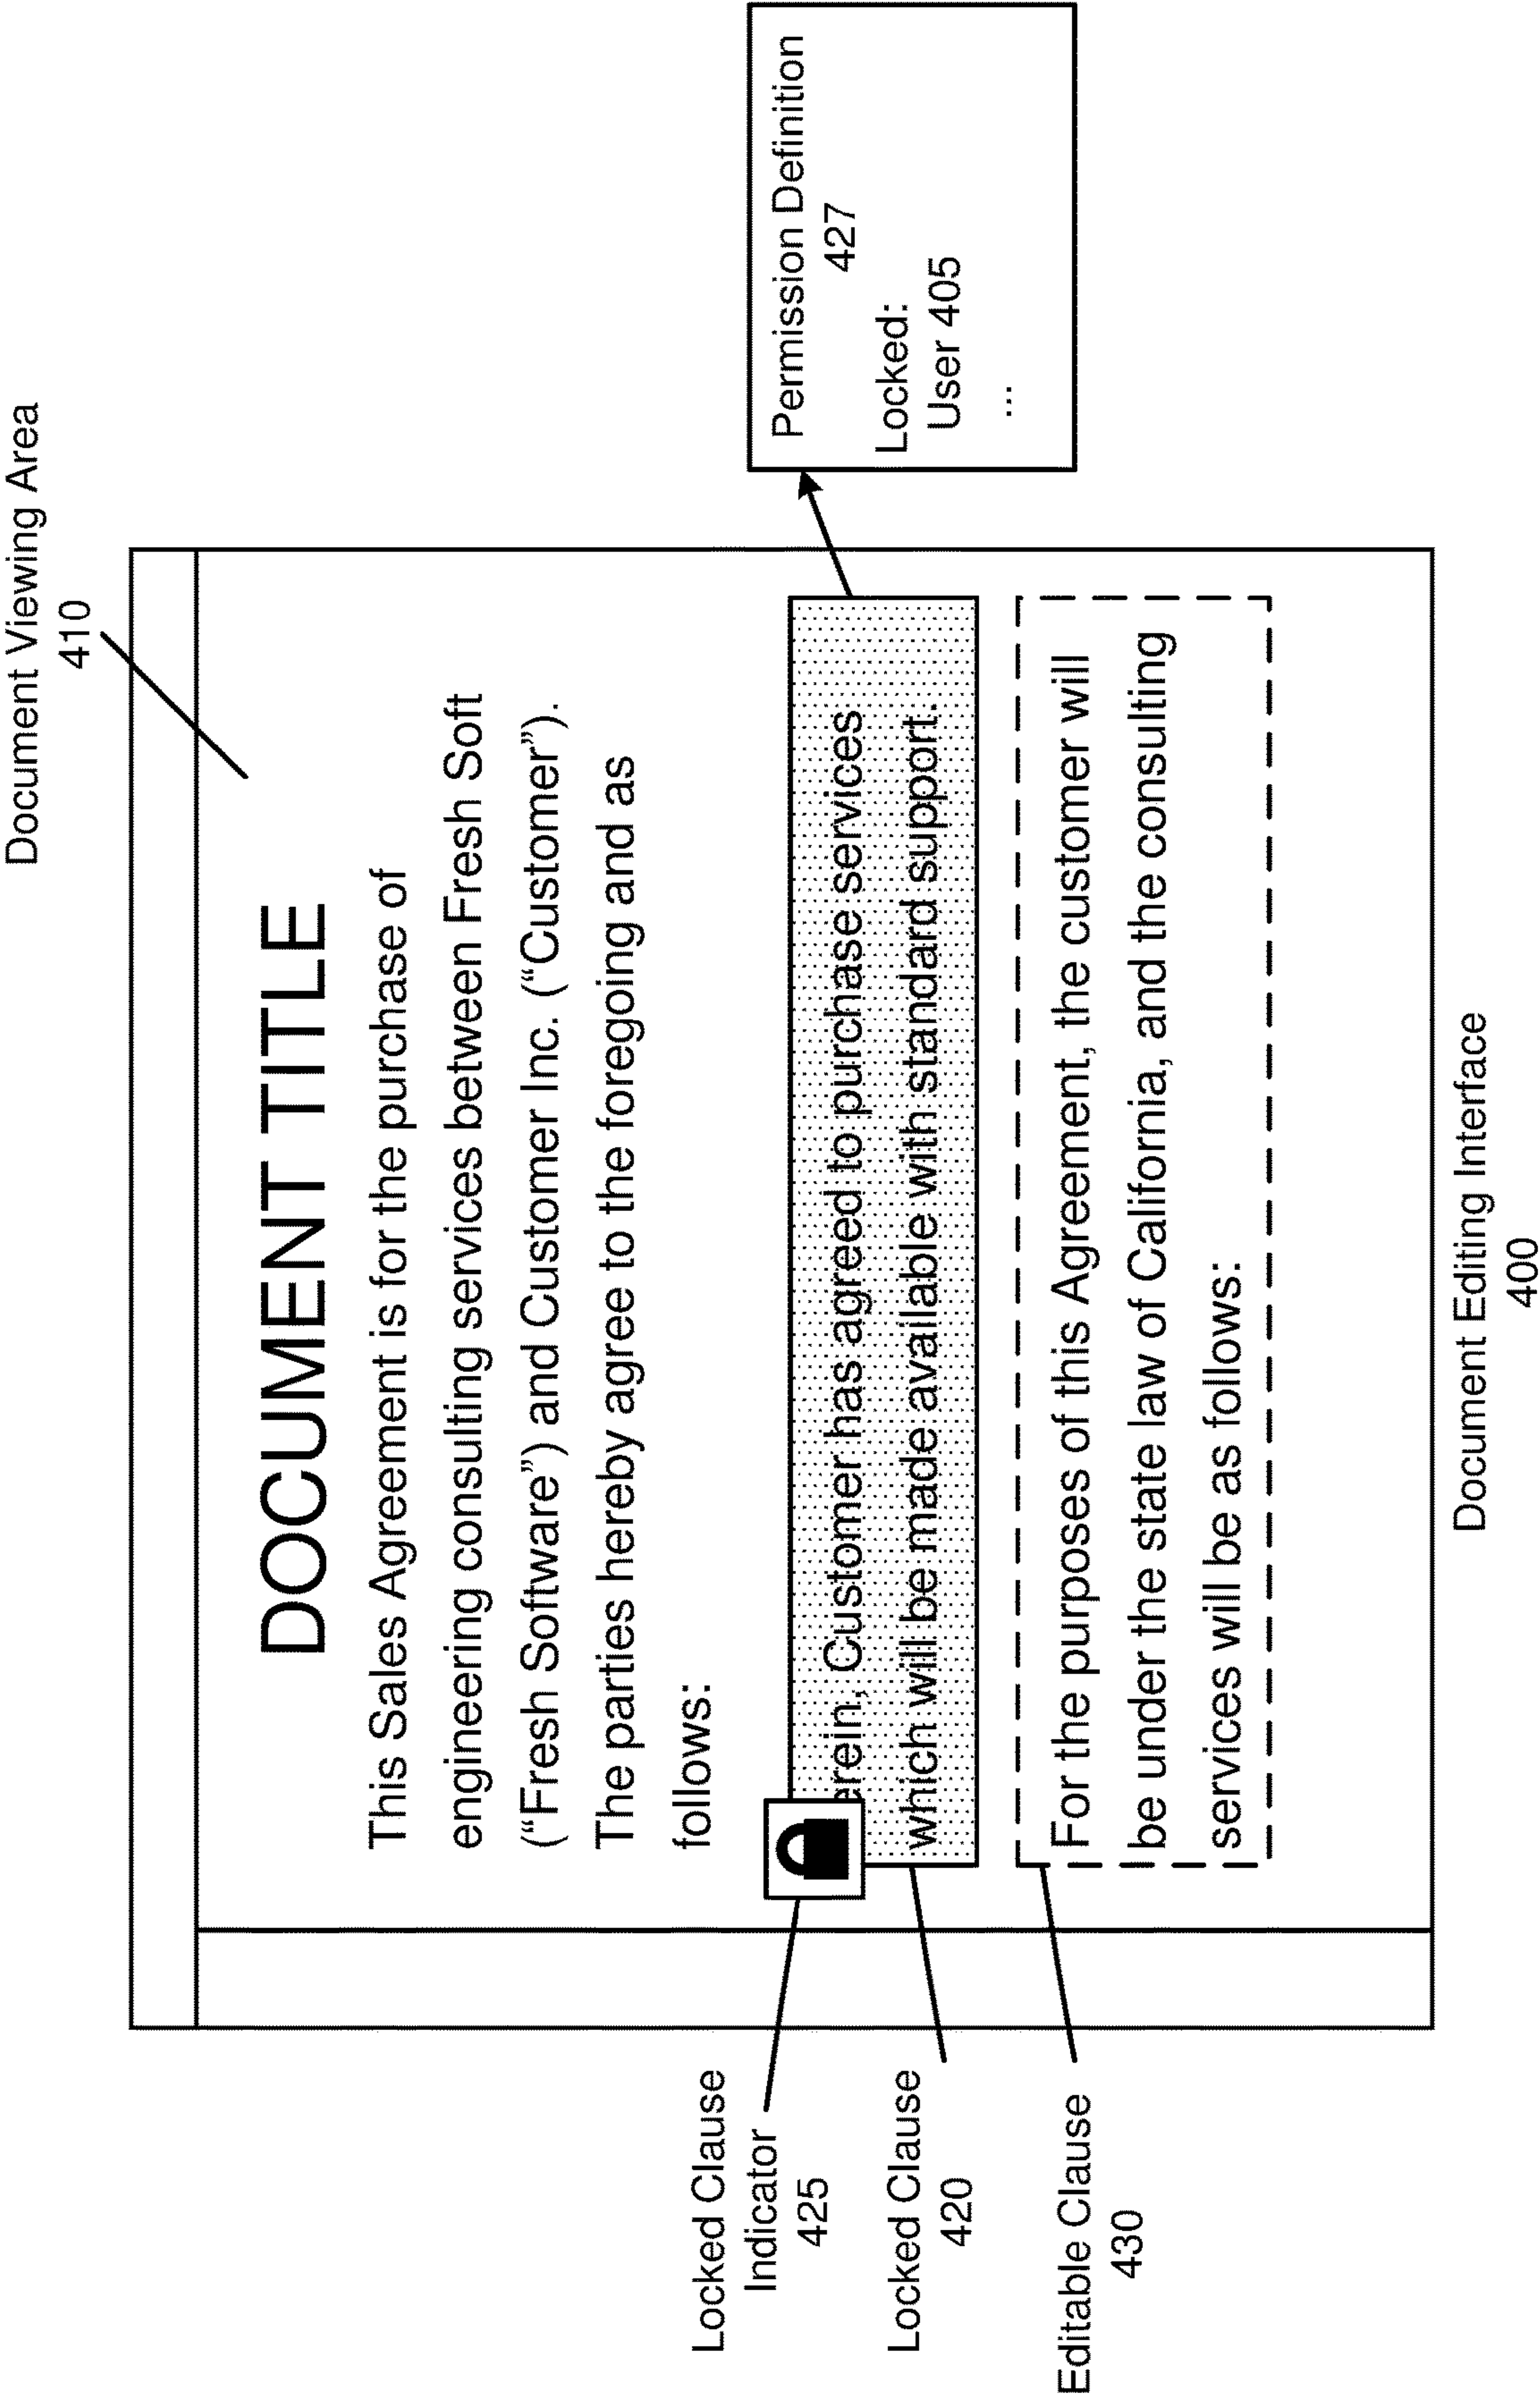 Document Viewing Area
410
DOCUMENT TITLE
This Sales Agreement is for the purchase of
engineering consulting services between Fresh Soft
(“Fresh Software”) and Customer Inc. (“Customer”).
The parties hereby agree to the foregoing and as
follows:
erein, Customer has agreed to purchase services
which will be made available with standard support.
For the purposes of this Agreement, the customer will
be under the state law of California, and the consulting
services will be as follows:
Locked Clause
Indicator
425
Locked Clause
420
Editable Clause
430
Permission Definition
427
Locked:
User 405
...
Document Editing Interface
400